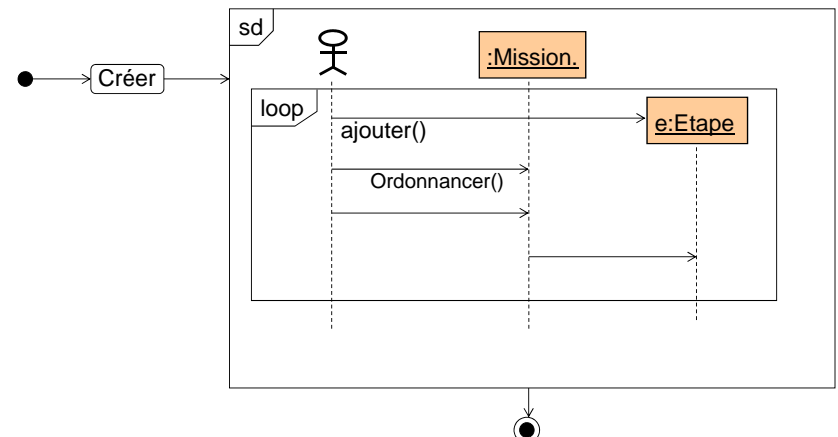 sd
:Mission.
Créer
loop
e:Etape
ajouter()
Ordonnancer()